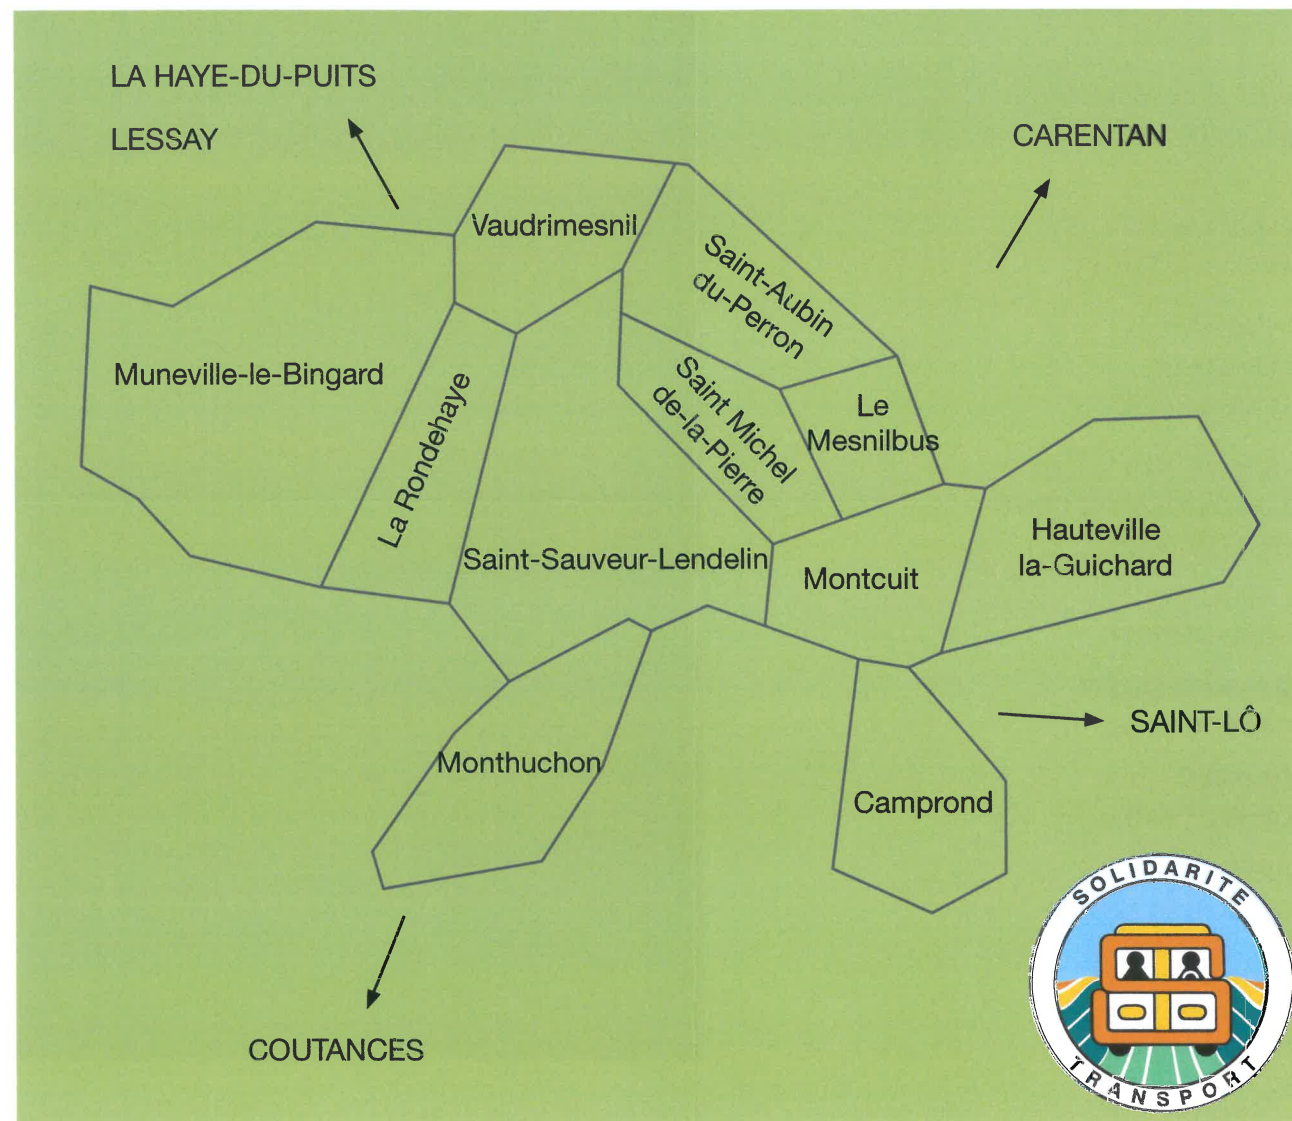 LA HAYE-DU-PUITS
LESSAY
CARENTAN
Vaudrimesnil
Saint-Aubin
du-Perron
Muneville-le-Bingard
La Rondehaye
Saint Michel
de-la-Pierre
Le
Mesnilbus
Hauteville
la-Guichard
Saint-Sauveur-Lendelin
Montcuit
SAINT-LÔ
Monthuchon
Camprond
COUTANCES
SOLIDARITE
TRANSPORT